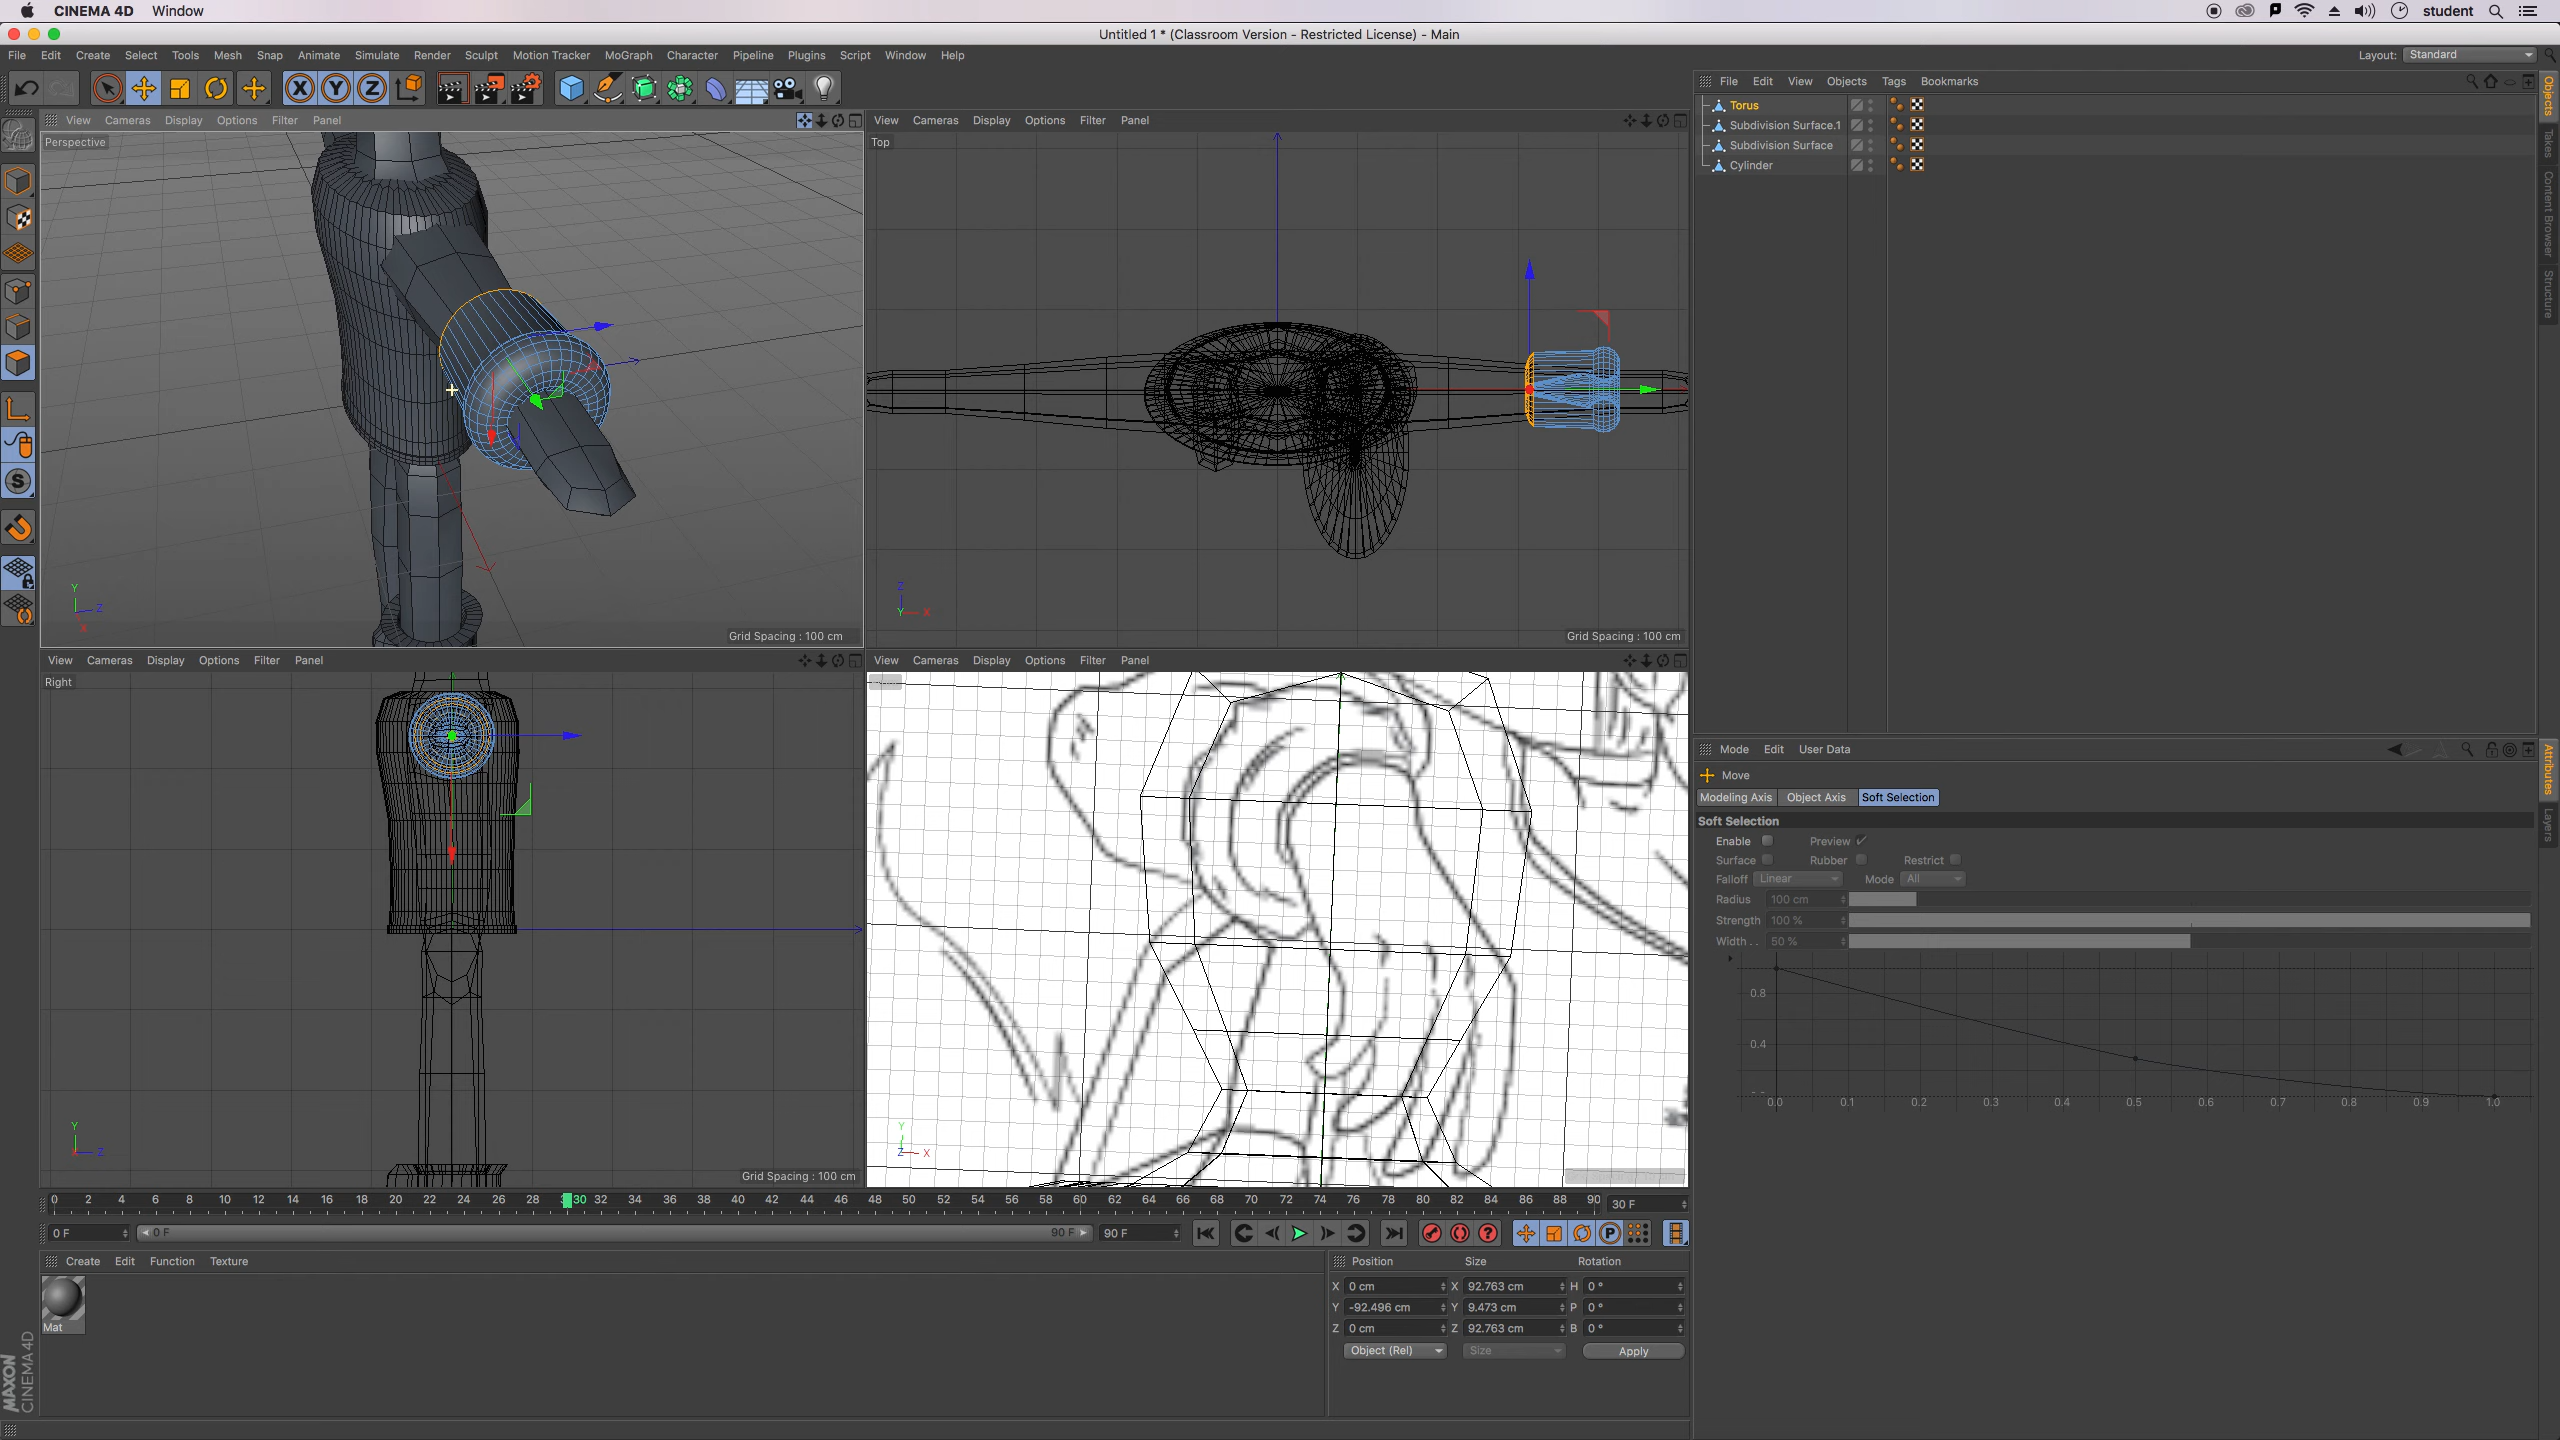 CINEMA 4D Window
student
Untitled 1 * (Classroom Version - Restricted License) - Main
File Edit Create Select Tools Mesh Snap Animate Simulate Render Sculpt Motion Tracker MoGraph Character Pipeline Plugins Script Window Help
Layout: Standard
X Y Z
File Edit View Objects Tags Bookmarks
Torus
Subdivision Surface.1
Subdivision Surface
Cylinder
Objects
Takes
Content Browser
Structure
View Cameras Display Options Filter Panel
Perspective
Y
Z
X
Grid Spacing : 100 cm
View Cameras Display Options Filter Panel
Top
Z
Y X
Grid Spacing : 100 cm
S
View Cameras Display Options Filter Panel
Right
Y
X Z
Grid Spacing : 100 cm
View Cameras Display Options Filter Panel
Y
Z X
Mode Edit User Data
Attributes
Layers
Move
Modeling Axis Object Axis Soft Selection
Soft Selection
Enable Preview
Surface Rubber Restrict
Falloff Linear Mode All
Radius 100 cm
Strength 100 %
Width . . 50 %
0.8
0.4
0.0 0.1 0.2 0.3 0.4 0.5 0.6 0.7 0.8 0.9 1.0
0 2 4 6 8 10 12 14 16 18 20 22 24 26 28 30 32 34 36 38 40 42 44 46 48 50 52 54 56 58 60 62 64 66 68 70 72 74 76 78 80 82 84 86 88 90
30 F
0 F 0 F 90 F 90 F
P
Create Edit Function Texture
Mat
MAXON
CINEMA 4D
Position Size Rotation
X 0 cm X 92.763 cm H 0 °
Y -92.496 cm Y 9.473 cm P 0 °
Z 0 cm Z 92.763 cm B 0 °
Object (Rel) Size Apply